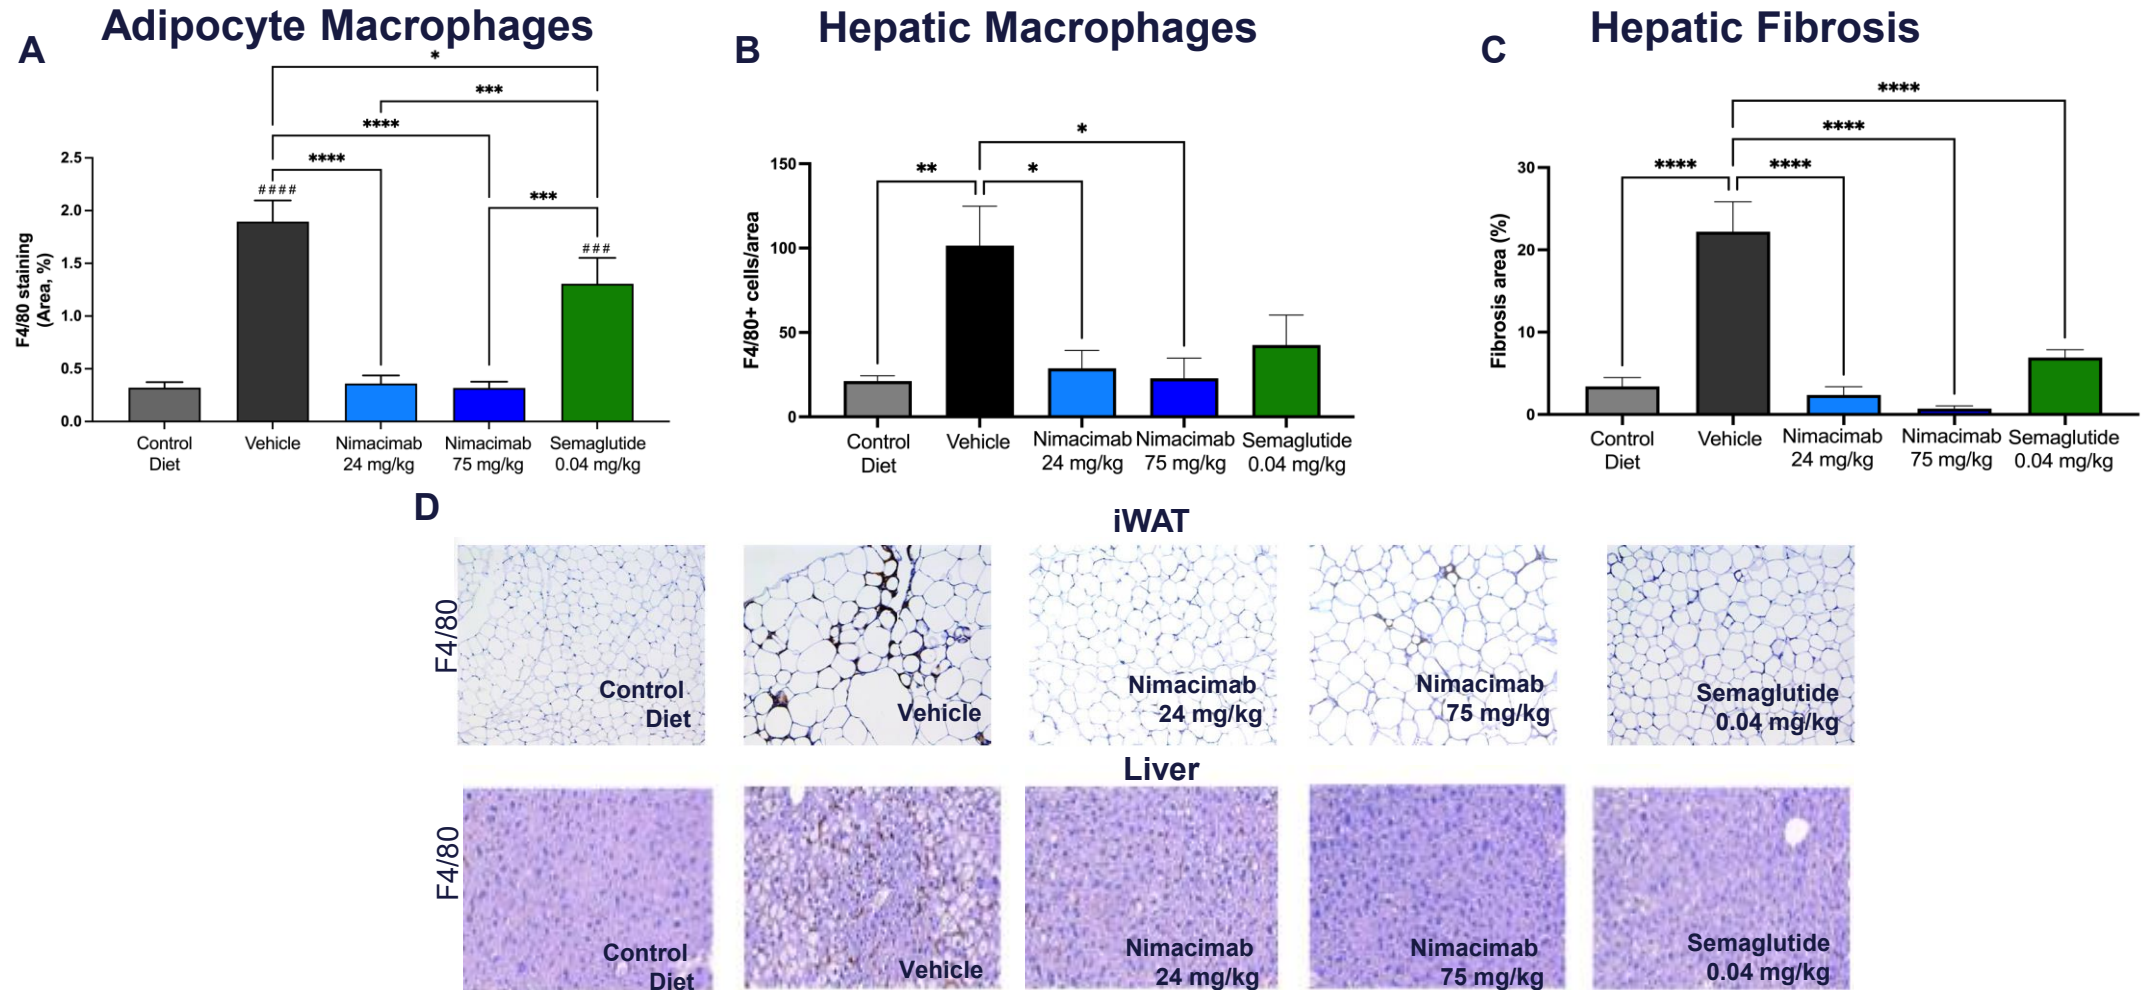 Adipocyte Macrophages
A
*
***
****
****
####
***
###
F4/80 staining
(Area, %)
2.5
2.0
1.5
1.0
0.5
0.0
Control
Diet
Vehicle
Nimacimab
24 mg/kg
Nimacimab
75 mg/kg
Semaglutide
0.04 mg/kg
Hepatic Macrophages
B
*
**
*
F4/80+ cells/area
150
100
50
0
Control
Diet
Vehicle
Nimacimab
24 mg/kg
Nimacimab
75 mg/kg
Semaglutide
0.04 mg/kg
Hepatic Fibrosis
C
****
****
****
****
Fibrosis area (%)
30
20
10
0
Control
Diet
Vehicle
Nimacimab
24 mg/kg
Nimacimab
75 mg/kg
Semaglutide
0.04 mg/kg
D
iWAT
F4/80
Control
Diet
Vehicle
Nimacimab
24 mg/kg
Nimacimab
75 mg/kg
Semaglutide
0.04 mg/kg
Liver
F4/80
Control
Diet
Vehicle
Nimacimab
24 mg/kg
Nimacimab
75 mg/kg
Semaglutide
0.04 mg/kg